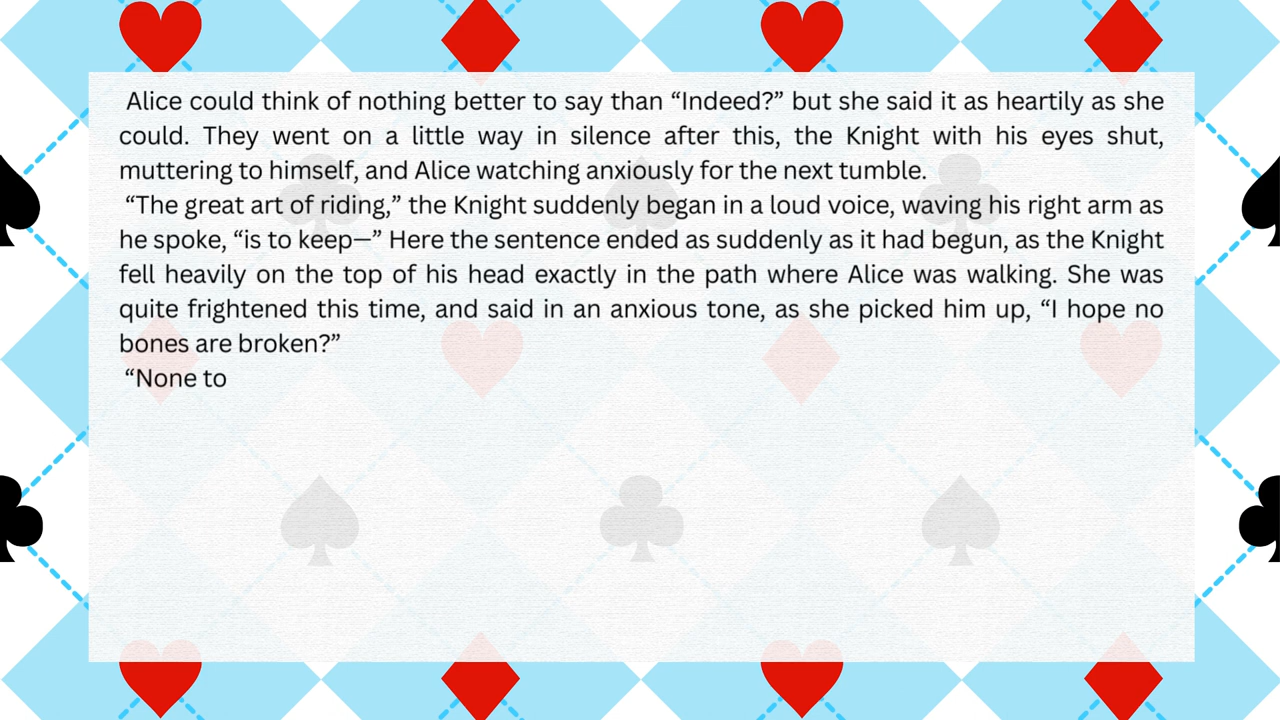 Alice could think of nothing better to say than “Indeed?” but she said it as heartily as she
could. They went on a little way in silence after this, the Knight with his eyes shut,
muttering to himself, and Alice watching anxiously for the next tumble.
“The great art of riding,” the Knight suddenly began in a loud voice, waving his right arm as
he spoke, “is to keep—” Here the sentence ended as suddenly as it had begun, as the Knight
fell heavily on the top of his head exactly in the path where Alice was walking. She was
quite frightened this time, and said in an anxious tone, as she picked him up, “I hope no
bones are broken?”
“None to